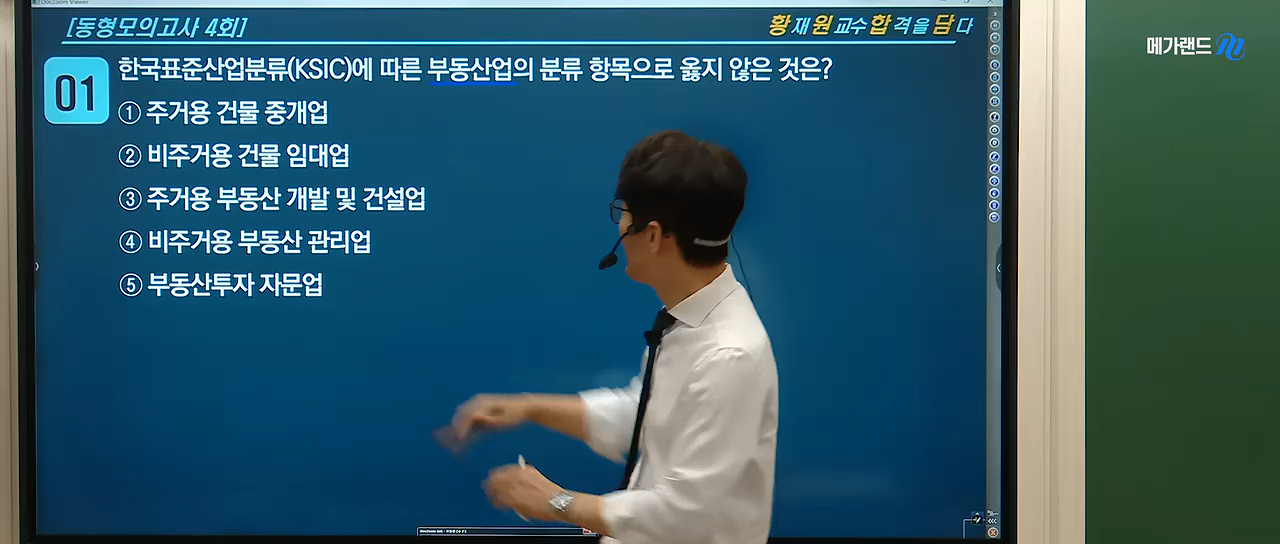 DocZoom Viewer
[동형모의고사 4회]
황재원교수합격을담다
메가랜드
01
한국표준산업분류(KSIC)에 따른 부동산업의 분류 항목으로 옳지 않은 것은?
① 주거용 건물 중개업
② 비주거용 건물 임대업
③ 주거용 부동산 개발 및 건설업
④ 비주거용 부동산 관리업
⑤ 부동산투자 자문업